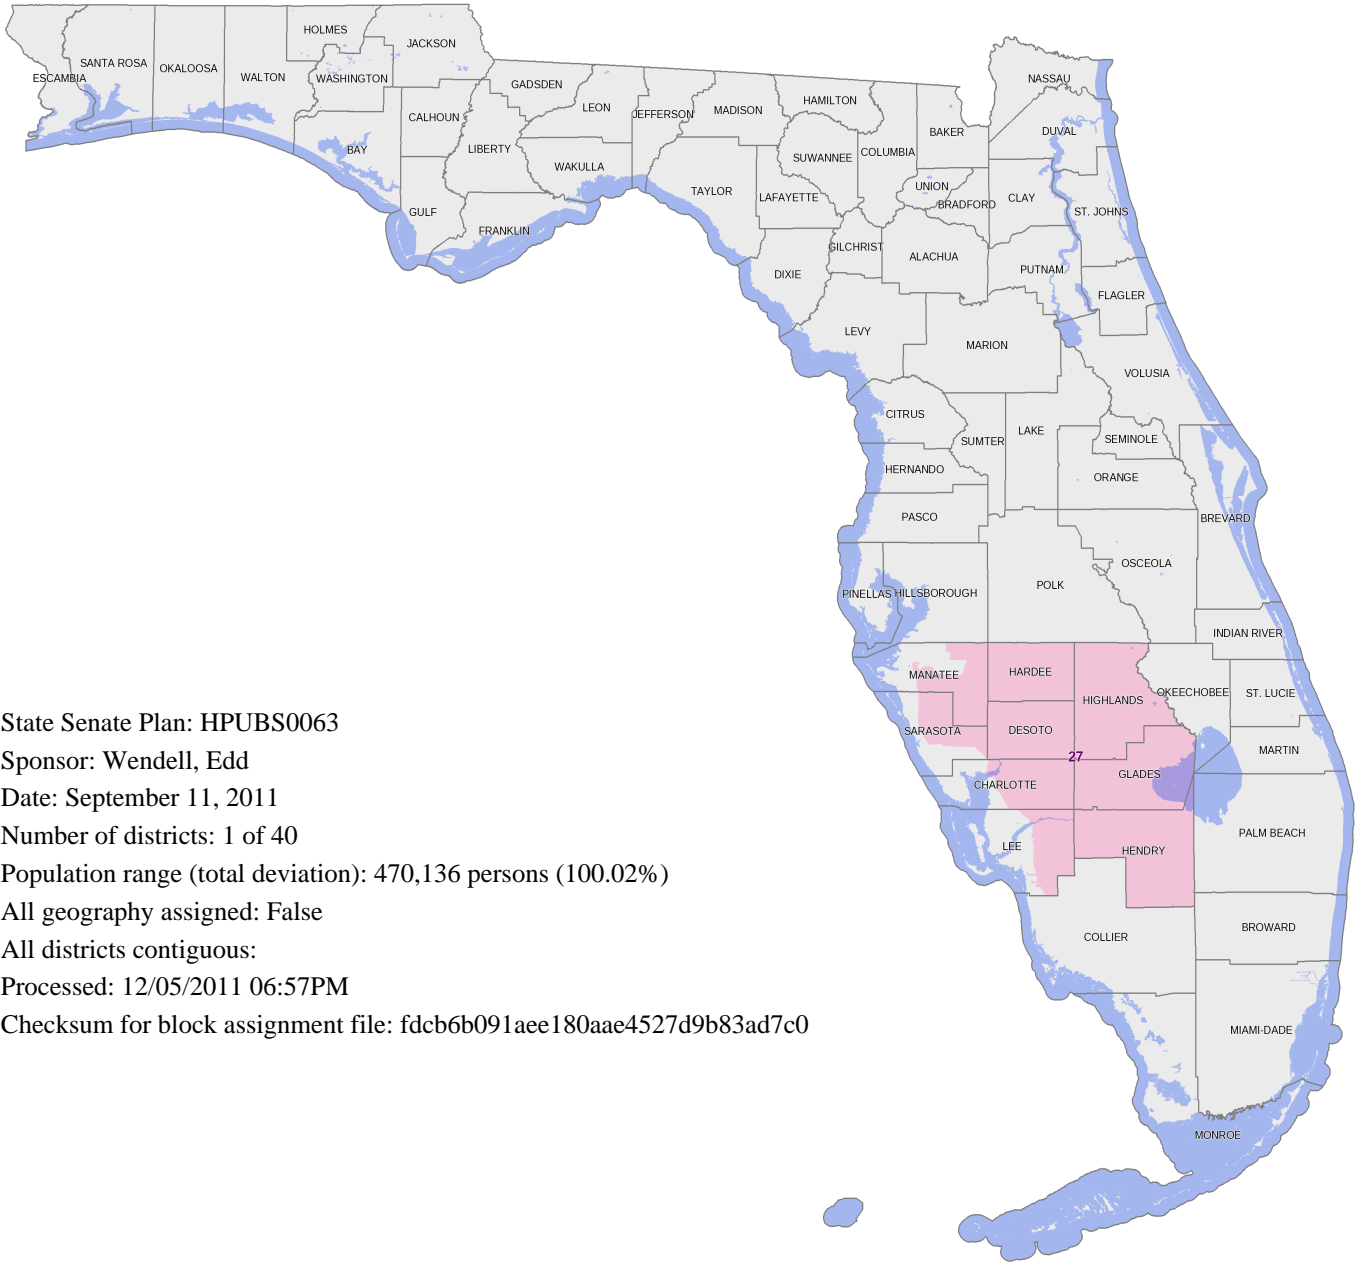 HOLMES
JACKSON
SANTA ROSA
OKALOOSA
ESCAMBIA
WALTON
WASHINGTON
NASSAU
GADSDEN
LEON
JEFFERSON
MADISON
HAMILTON
CALHOUN
BAKER
DUVAL
BAY
LIBERTY
SUWANNEE
COLUMBIA
WAKULLA
TAYLOR
LAFAYETTE
UNION
BRADFORD
CLAY
GULF
ST. JOHNS
FRANKLIN
GILCHRIST
ALACHUA
DIXIE
PUTNAM
FLAGLER
LEVY
MARION
VOLUSIA
CITRUS
SUMTER
LAKE
SEMINOLE
HERNANDO
ORANGE
PASCO
BREVARD
OSCEOLA
PINELLAS
HILLSBOROUGH
POLK
INDIAN RIVER
MANATEE
HARDEE
HIGHLANDS
OKEECHOBEE
ST. LUCIE
SARASOTA
DESOTO
MARTIN
27
CHARLOTTE
GLADES
LEE
HENDRY
PALM BEACH
COLLIER
BROWARD
MIAMI-DADE
MONROE
State Senate Plan: HPUBS0063
Sponsor: Wendell, Edd
Date: September 11, 2011
Number of districts: 1 of 40
Population range (total deviation): 470,136 persons (100.02%)
All geography assigned: False
All districts contiguous:
Processed: 12/05/2011 06:57PM
Checksum for block assignment file: fdcb6b091aee180aae4527d9b83ad7c0